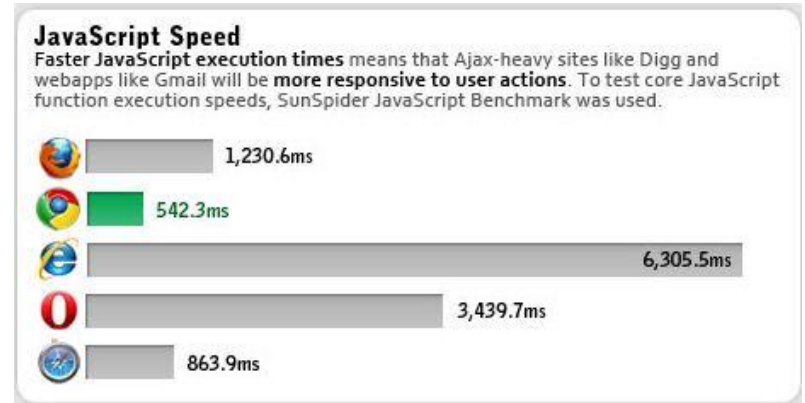 JavaScript Speed
Faster JavaScript execution times means that Ajax-heavy sites like Digg and
webapps like Gmail will be more responsive to user actions. To test core JavaScript
function execution speeds, SunSpider JavaScript Benchmark was used.
1,230.6ms
542.3ms
6,305.5ms
3,439.7ms
863.9ms